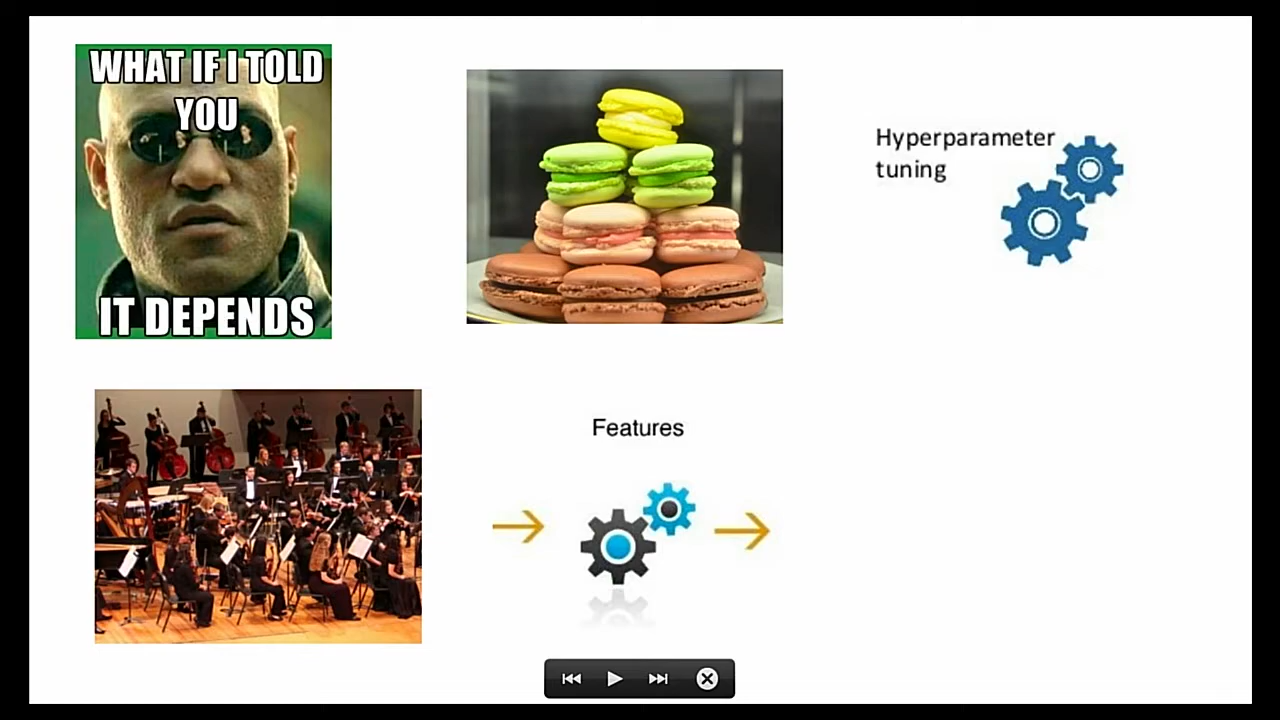 WHAT IF I TOLD
YOU
IT DEPENDS
Hyperparameter
tuning
Features